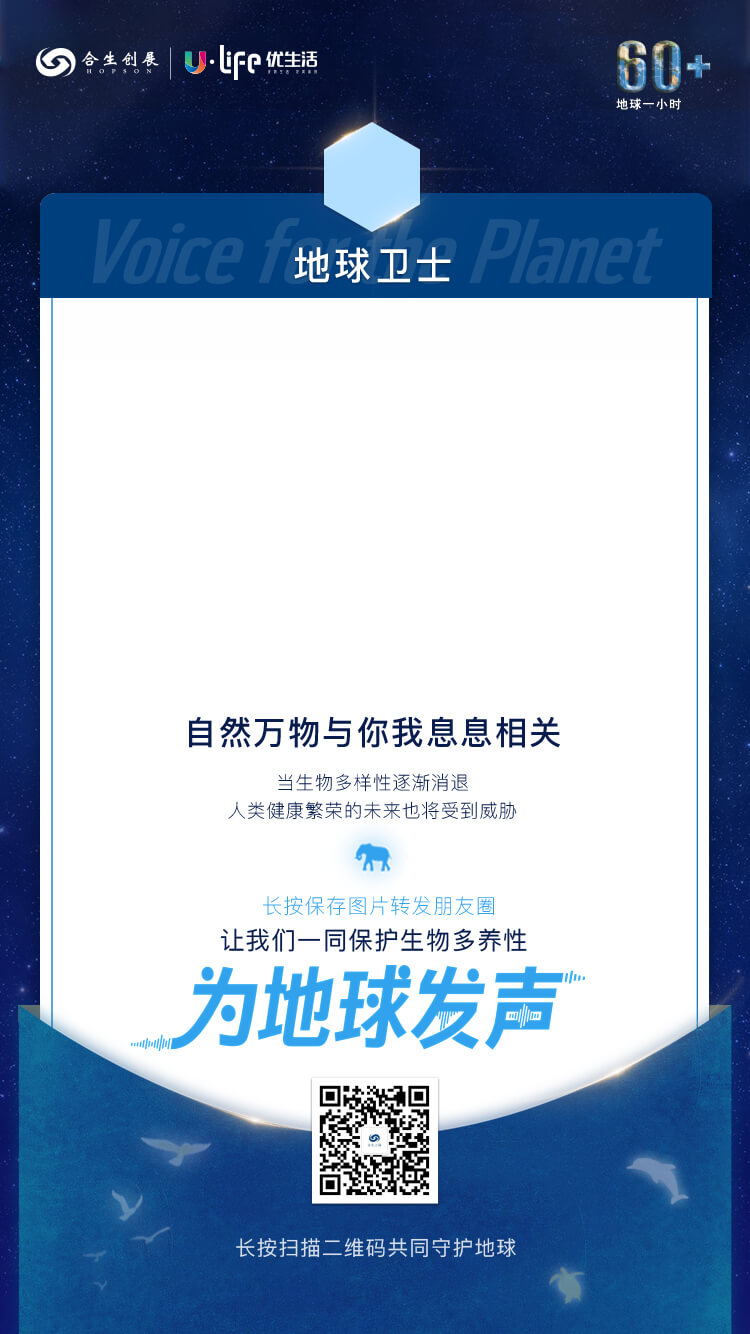 合生创展
HOPSON
U·Life优生活
60+
地球一小时
Voice for the Planet
地球卫士
自然万物与你我息息相关
当生物多样性逐渐消退
人类健康繁荣的未来也将受到威胁
长按保存图片转发朋友圈
让我们一同保护生物多养性
为地球发声
长按扫描二维码共同守护地球